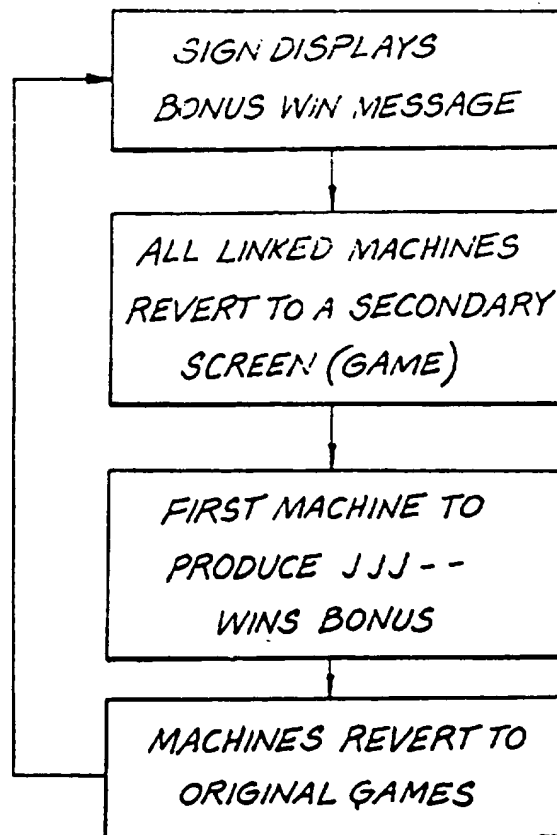 SIGN DISPLAYS
BONUS WIN MESSAGE
ALL LINKED MACHINES
REVERT TO A SECONDARY
SCREEN (GAME)
FIRST MACHINE TO
PRODUCE JJJ--
WINS BONUS
MACHINES REVERT TO
ORIGINAL GAMES